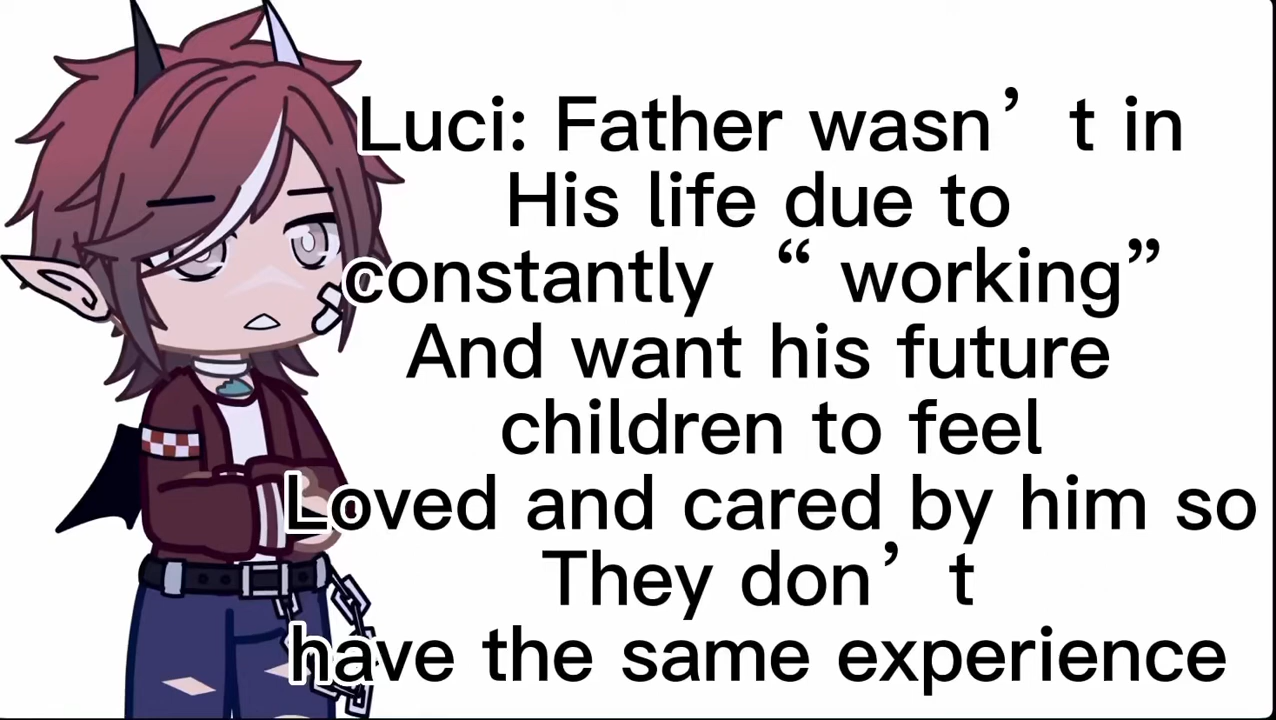 Luci: Father wasn’t in
His life due to
constantly “working”
And want his future
children to feel
Loved and cared by him so
They don’t
have the same experience